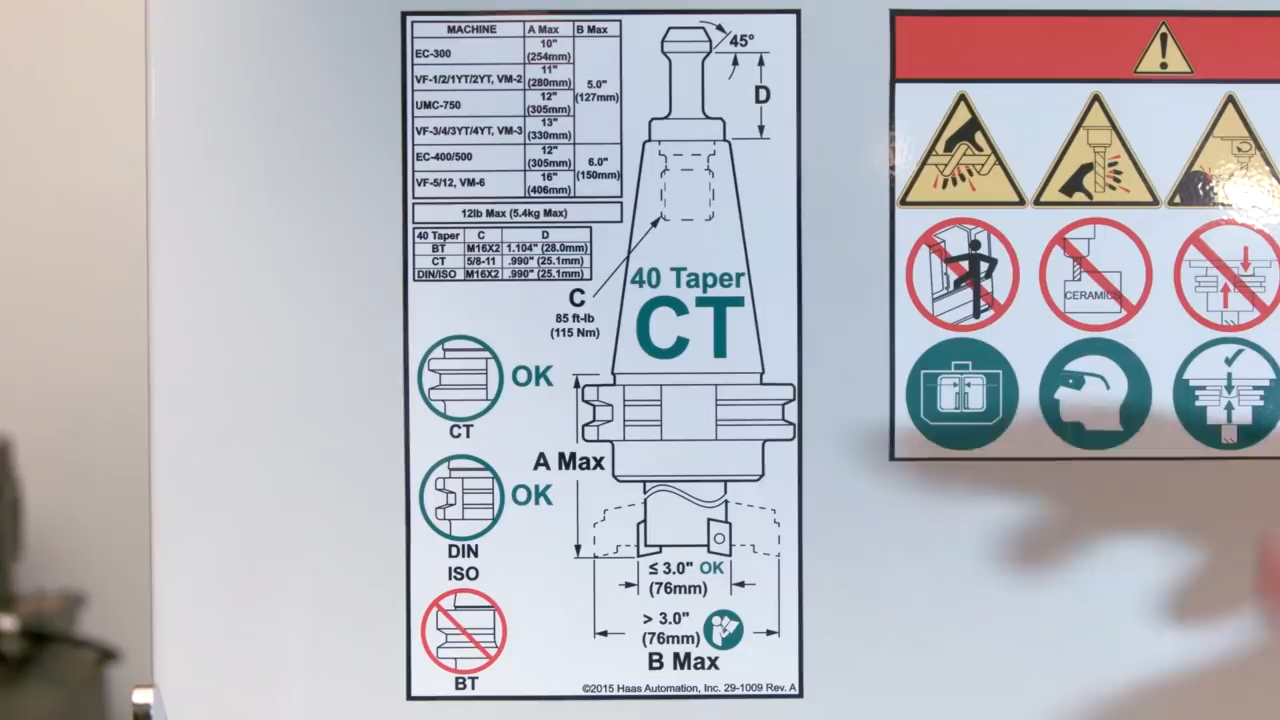 MACHINE A Max B Max
EC-300 10" (254mm)
VF-1/2/1YT/2YT, VM-2 11" (280mm)
5.0" (127mm)
UMC-750 12" (305mm)
VF-3/4/3YT/4YT, VM-3 13" (330mm)
EC-400/500 12" (305mm)
6.0" (150mm)
VF-5/12, VM-6 16" (406mm)
12lb Max (5.4kg Max)
40 Taper C D
BT M16X2 1.104" (28.0mm)
CT 5/8-11 .990" (25.1mm)
DIN/ISO M16X2 .990" (25.1mm)
45°
D
40 Taper
CT
C
85 ft-lb
(115 Nm)
OK
CT
A Max
OK
DIN
ISO
BT
≤ 3.0" OK
(76mm)
> 3.0"
(76mm)
B Max
©2015 Haas Automation, Inc. 29-1009 Rev. A
CERAMICS